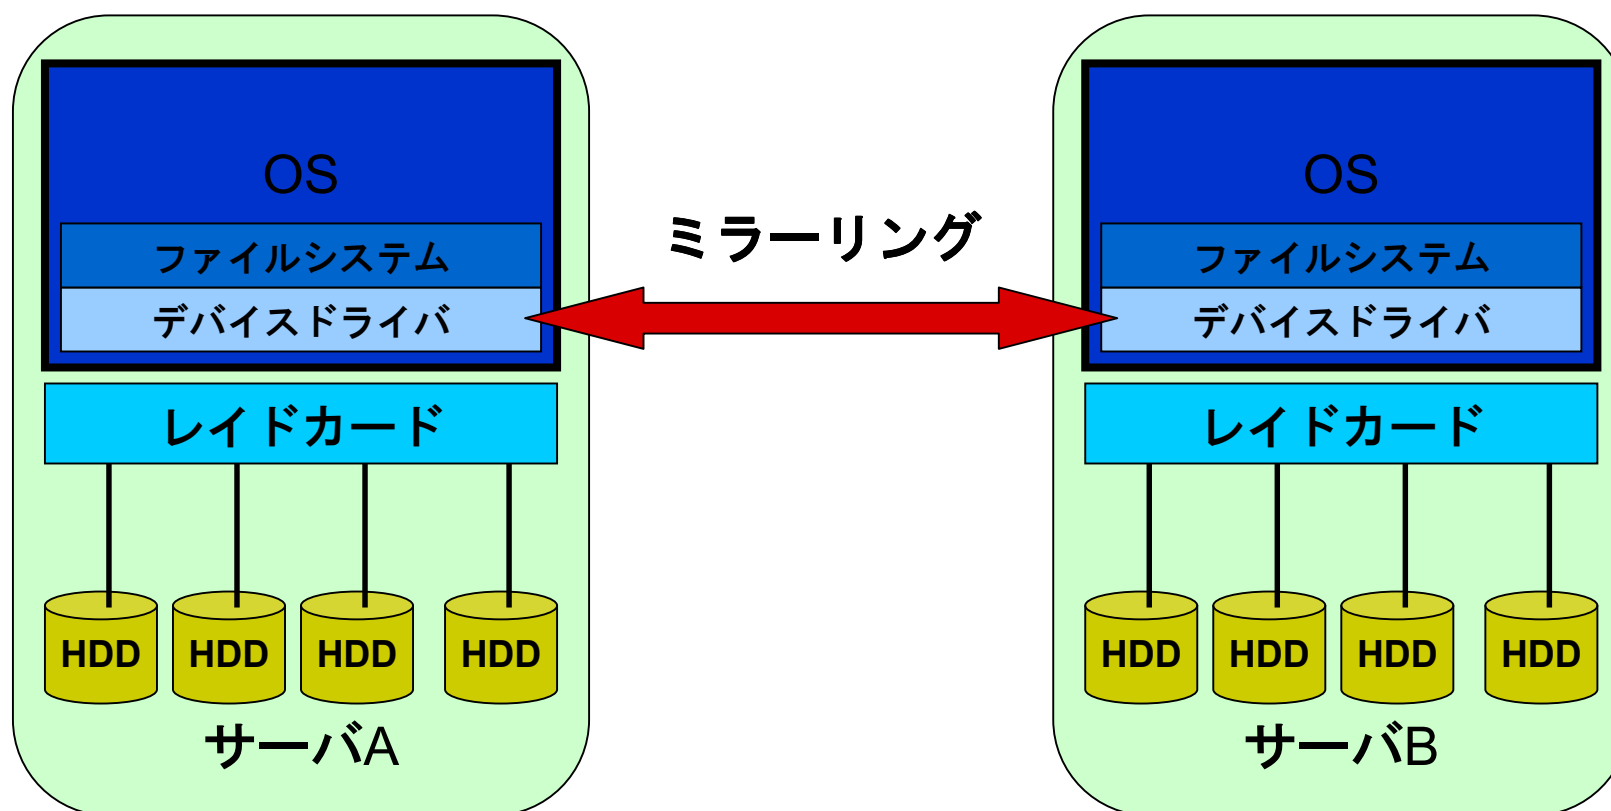 OS
ファイルシステム
デバイスドライバ
レイドカード
HDD HDD HDD HDD
サーバA
ミラーリング
OS
ファイルシステム
デバイスドライバ
レイドカード
HDD HDD HDD HDD
サーバB